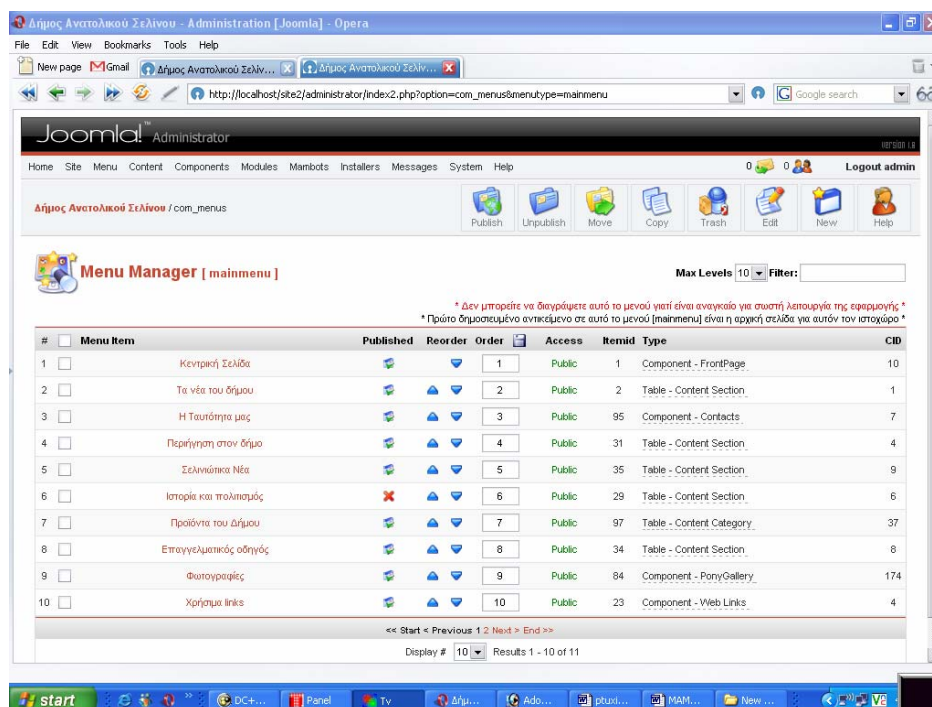 Δήμος Ανατολικού Σελίνου - Administration [Joomla] - Opera
File Edit View Bookmarks Tools Help
New page Gmail Δήμος Ανατολικού Σελίν... Δήμος Ανατολικού Σελίν...
http://localhost/site2/administrator/index2.php?option=com_menus&menutype=mainmenu Google search
Joomla!™ Administrator
version 1.0
Home Site Menu Content Components Modules Mambots Installers Messages System Help 0 0 Logout admin
Δήμος Ανατολικού Σελίνου / com_menus
Publish Unpublish Move Copy Trash Edit New Help
Menu Manager [ mainmenu ] Max Levels 10 Filter:
* Δεν μπορείτε να διαγράψετε αυτό το μενού γιατί είναι αναγκαίο για σωστή λειτουργία της εφαρμογής *
* Πρώτο δημοσιευμένο αντικείμενο σε αυτό το μενού [mainmenu] είναι η αρχική σελίδα για αυτόν τον ιστοχώρο *
# Menu Item Published Reorder Order Access Itemid Type CID
1 Κεντρική Σελίδα 1 Public 1 Component - FrontPage 10
2 Τα νέα του δήμου 2 Public 2 Table - Content Section 1
3 Η Ταυτότητα μας 3 Public 95 Component - Contacts 7
4 Περιήγηση στον δήμο 4 Public 31 Table - Content Section 4
5 Σελινιώτικα Νέα 5 Public 35 Table - Content Section 9
6 Ιστορία και πολιτισμός 6 Public 29 Table - Content Section 6
7 Προϊόντα του Δήμου 7 Public 97 Table - Content Category 37
8 Επαγγελματικός οδηγός 8 Public 34 Table - Content Section 8
9 Φωτογραφίες 9 Public 84 Component - PonyGallery 174
10 Χρήσιμα links 10 Public 23 Component - Web Links 4
<< Start < Previous 1 2 Next > End >>
Display # 10 Results 1 - 10 of 11
start DC+... Panel Tv Δήμ... Ado... ptuxi... MAM... New ...